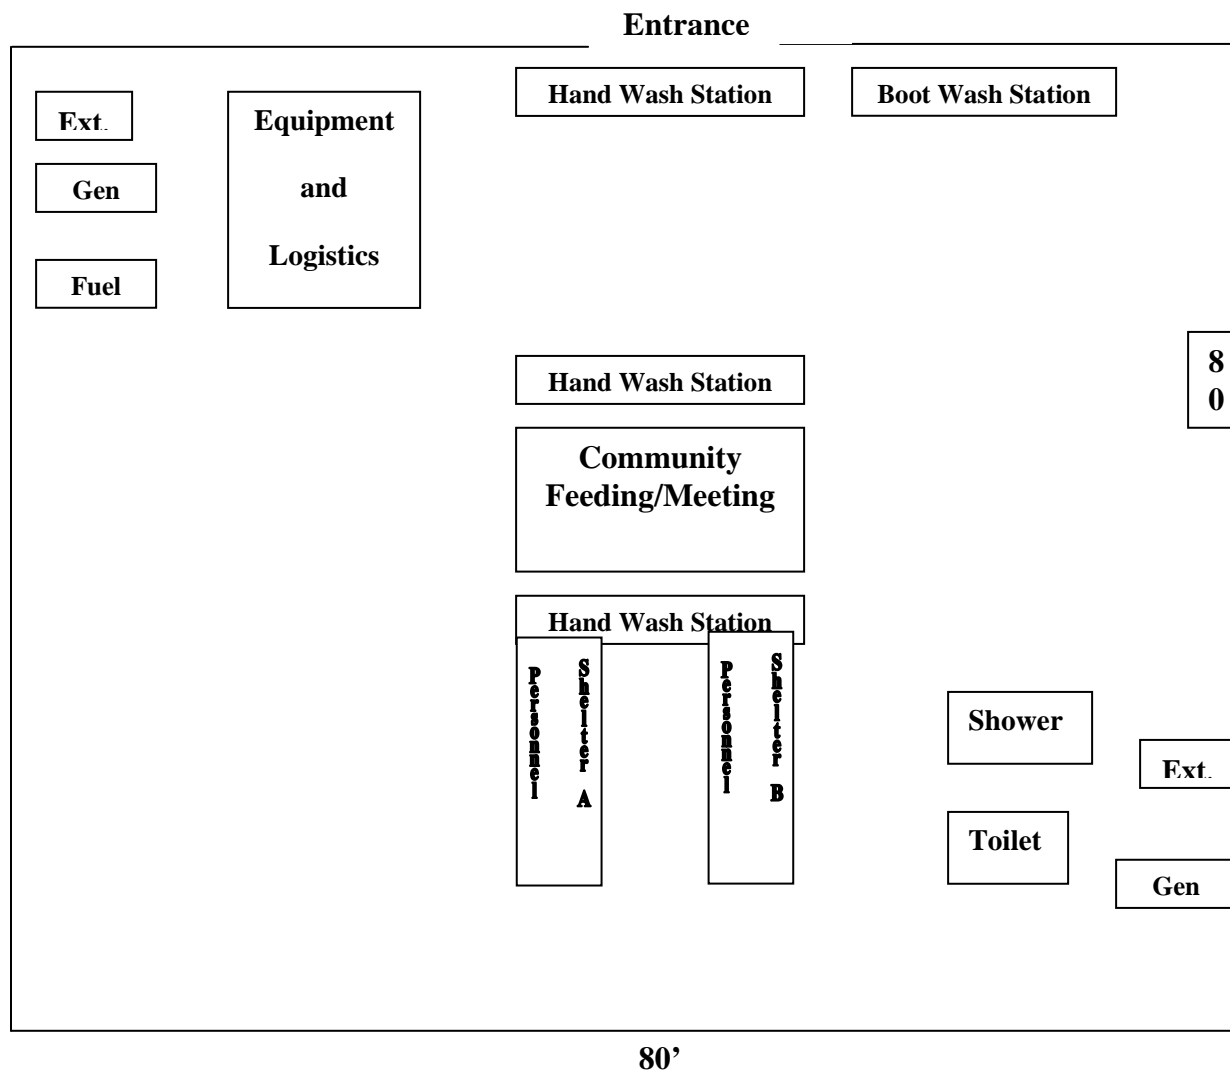 Entrance
Hand Wash Station
Boot Wash Station
Ext.
Equipment
and
Logistics
Gen
Fuel
8
0
Hand Wash Station
Community
Feeding/Meeting
Hand Wash Station
Personnel
Shelter A
Personnel
Shelter B
Shower
Ext.
Toilet
Gen
80’